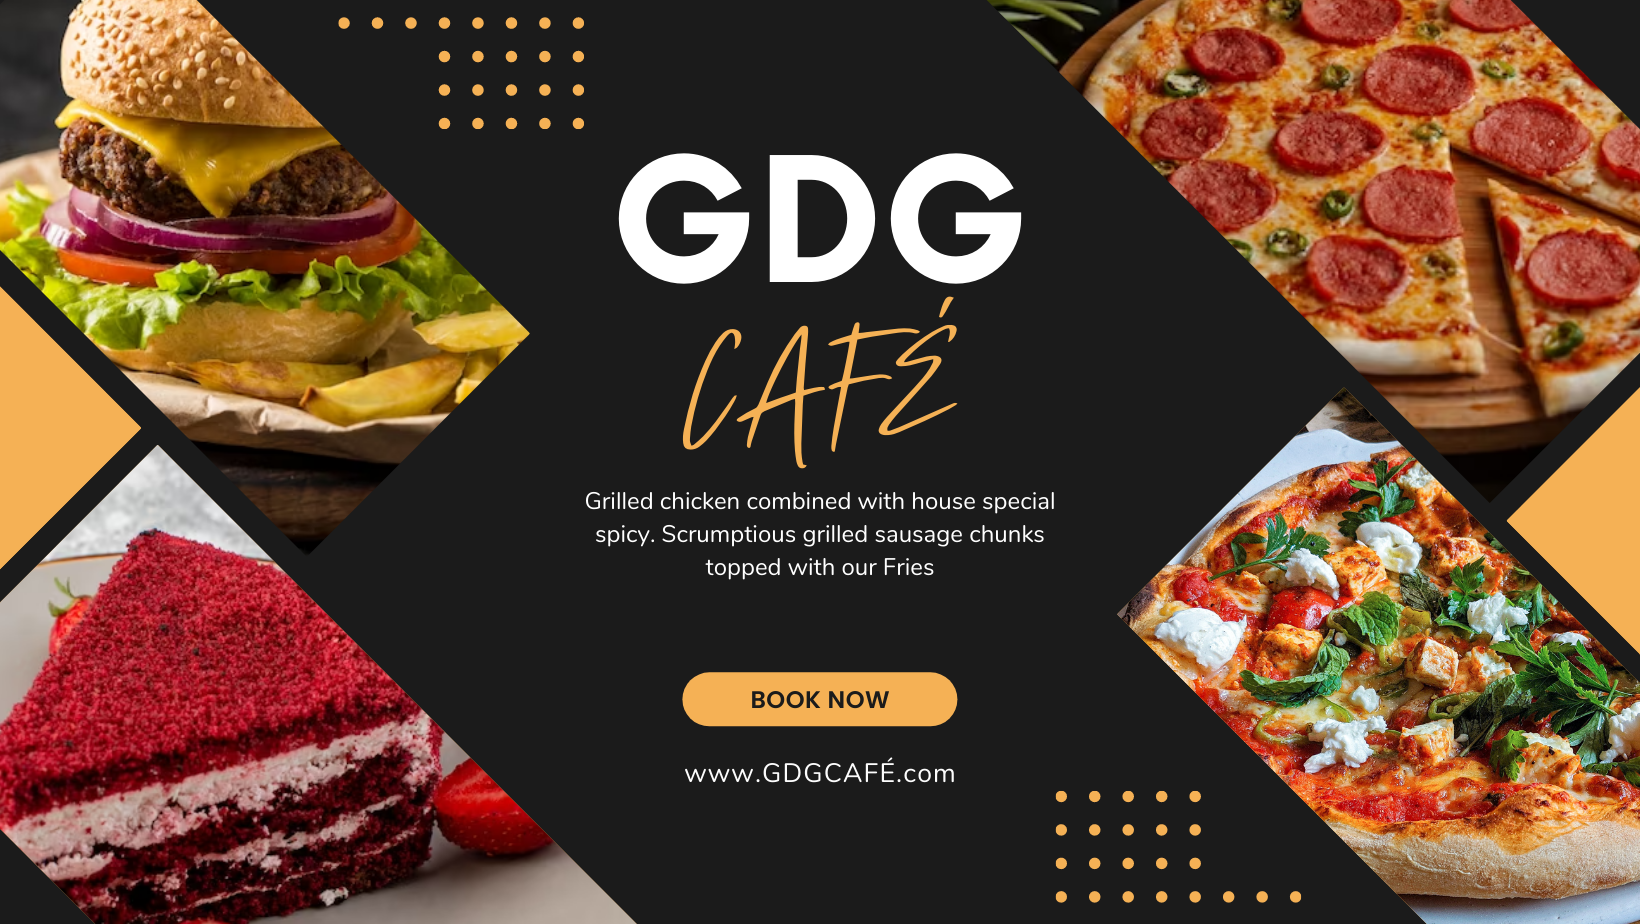 GDG
CAFÉ
Grilled chicken combined with house special
spicy. Scrumptious grilled sausage chunks
topped with our Fries
BOOK NOW
www.GDGCAFÉ.com